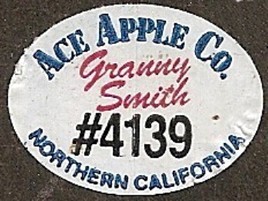 ACE APPLE CO.
Granny
Smith
#4139
NORTHERN CALIFORNIA